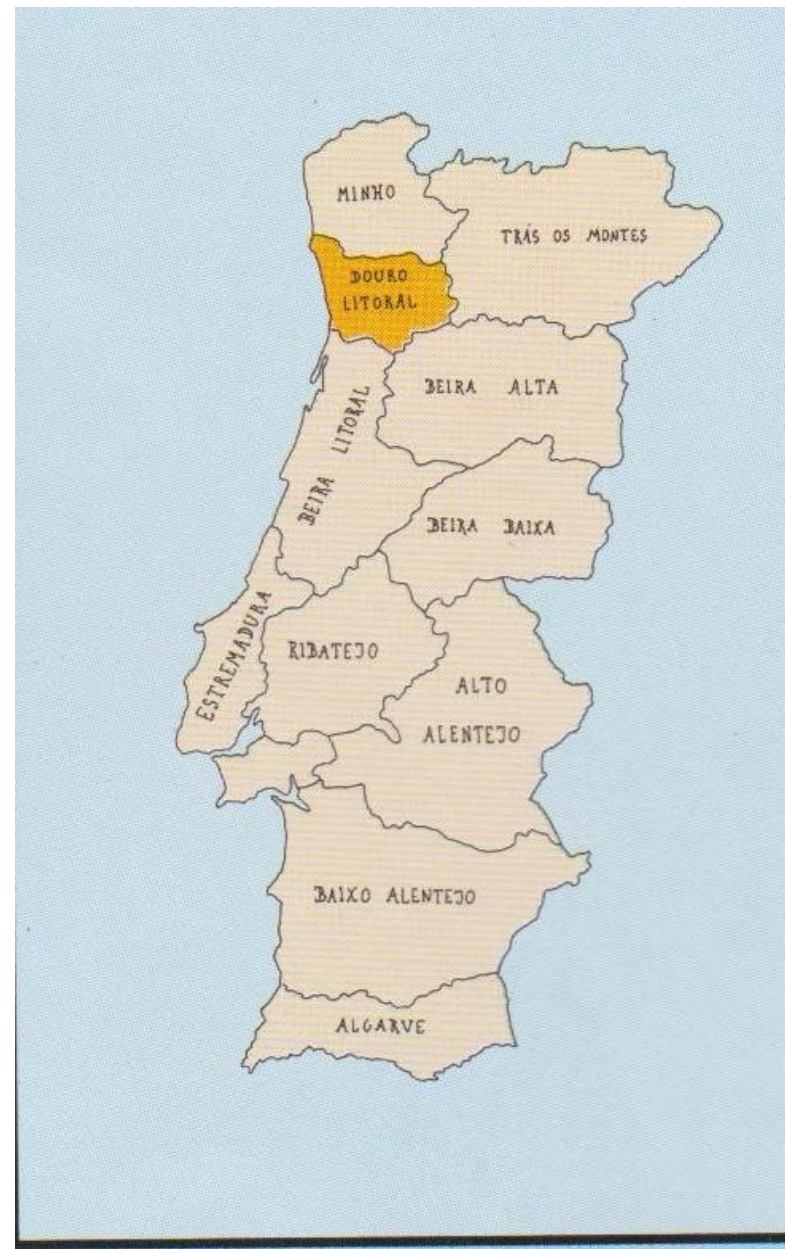 MINHO
TRÁS OS MONTES
DOURO
LITORAL
BEIRA ALTA
BEIRA LITORAL
BEIRA BAIXA
ESTREMADURA
RIBATEJO
ALTO
ALENTEJO
BAIXO ALENTEJO
ALGARVE